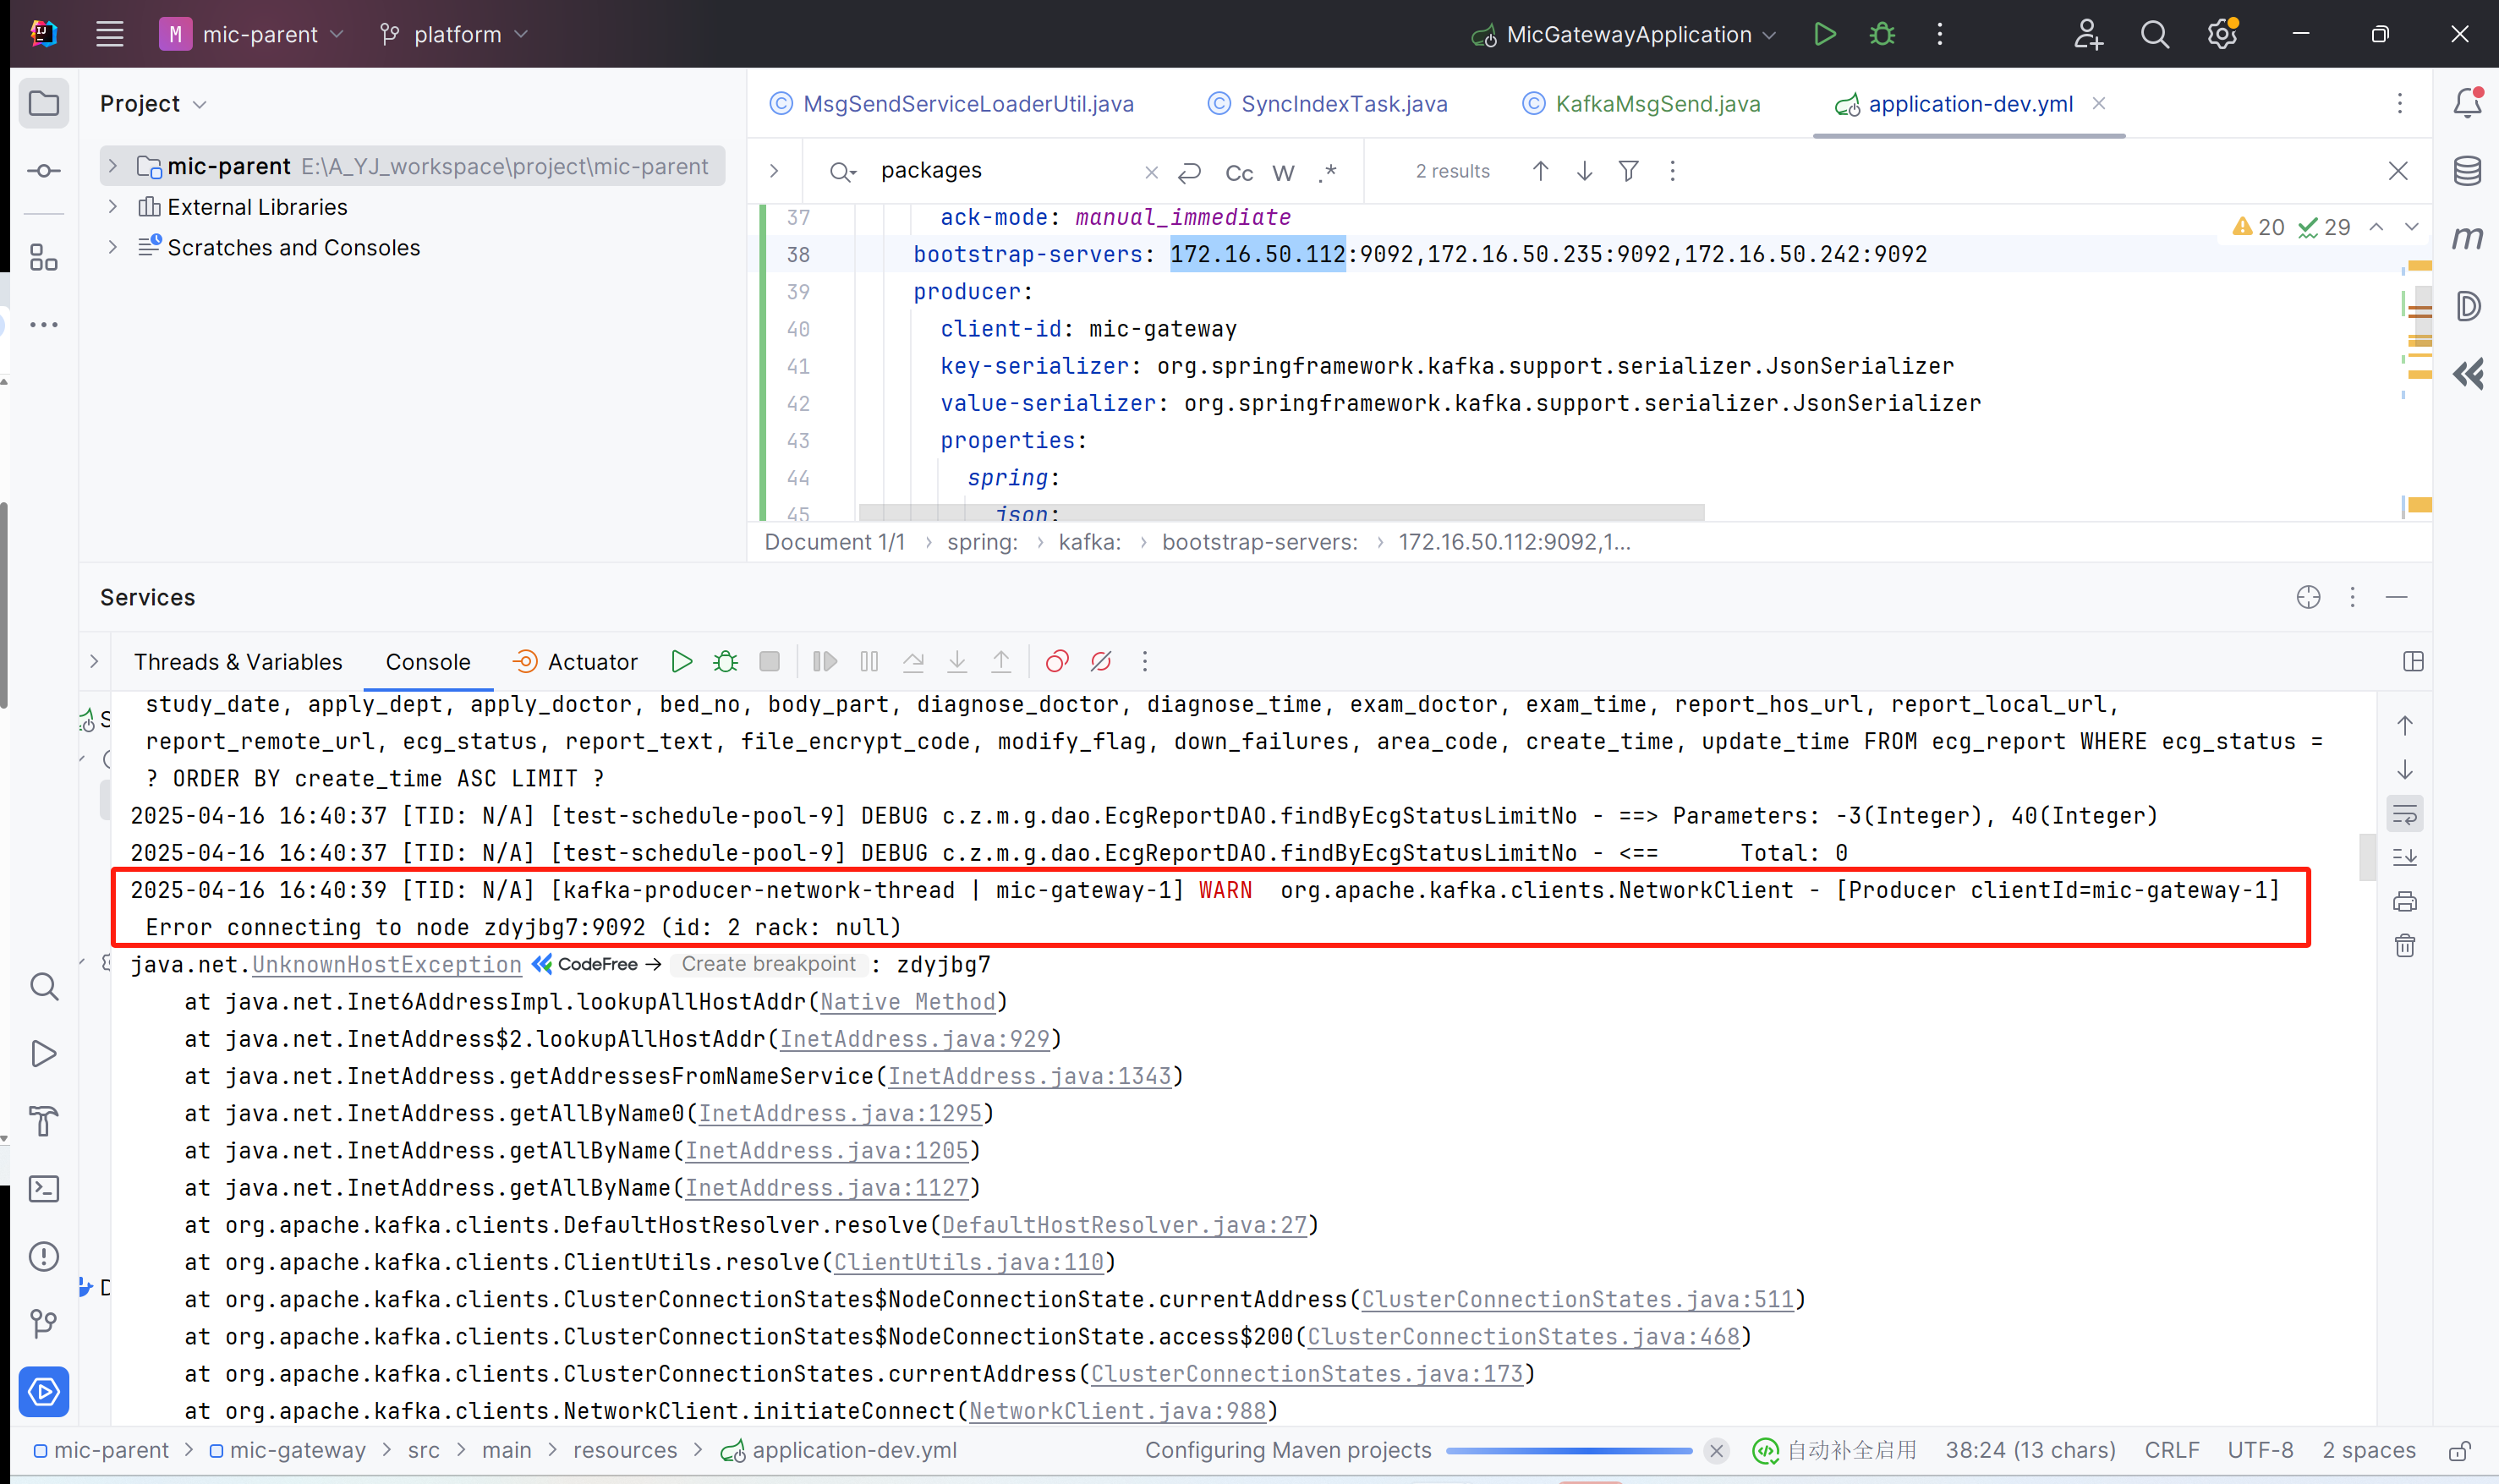 M mic-parent platform MicGatewayApplication
Project
mic-parent E:\A_YJ_workspace\project\mic-parent
External Libraries
Scratches and Consoles
MsgSendServiceLoaderUtil.java SyncIndexTask.java KafkaMsgSend.java application-dev.yml
packages Cc W .* 2 results
37 ack-mode: manual_immediate
20 29
38 bootstrap-servers: 172.16.50.112:9092,172.16.50.235:9092,172.16.50.242:9092
39 producer:
40 client-id: mic-gateway
41 key-serializer: org.springframework.kafka.support.serializer.JsonSerializer
42 value-serializer: org.springframework.kafka.support.serializer.JsonSerializer
43 properties:
44 spring:
45 json:
Document 1/1 › spring: › kafka: › bootstrap-servers: › 172.16.50.112:9092,1...
Services
Threads & Variables Console Actuator
study_date, apply_dept, apply_doctor, bed_no, body_part, diagnose_doctor, diagnose_time, exam_doctor, exam_time, report_hos_url, report_local_url,
report_remote_url, ecg_status, report_text, file_encrypt_code, modify_flag, down_failures, area_code, create_time, update_time FROM ecg_report WHERE ecg_status =
? ORDER BY create_time ASC LIMIT ?
2025-04-16 16:40:37 [TID: N/A] [test-schedule-pool-9] DEBUG c.z.m.g.dao.EcgReportDAO.findByEcgStatusLimitNo - ==> Parameters: -3(Integer), 40(Integer)
2025-04-16 16:40:37 [TID: N/A] [test-schedule-pool-9] DEBUG c.z.m.g.dao.EcgReportDAO.findByEcgStatusLimitNo - <== Total: 0
2025-04-16 16:40:39 [TID: N/A] [kafka-producer-network-thread | mic-gateway-1] WARN org.apache.kafka.clients.NetworkClient - [Producer clientId=mic-gateway-1]
Error connecting to node zdyjbg7:9092 (id: 2 rack: null)
java.net.UnknownHostException CodeFree → Create breakpoint : zdyjbg7
at java.net.Inet6AddressImpl.lookupAllHostAddr(Native Method)
at java.net.InetAddress$2.lookupAllHostAddr(InetAddress.java:929)
at java.net.InetAddress.getAddressesFromNameService(InetAddress.java:1343)
at java.net.InetAddress.getAllByName0(InetAddress.java:1295)
at java.net.InetAddress.getAllByName(InetAddress.java:1205)
at java.net.InetAddress.getAllByName(InetAddress.java:1127)
at org.apache.kafka.clients.DefaultHostResolver.resolve(DefaultHostResolver.java:27)
at org.apache.kafka.clients.ClientUtils.resolve(ClientUtils.java:110)
at org.apache.kafka.clients.ClusterConnectionStates$NodeConnectionState.currentAddress(ClusterConnectionStates.java:511)
at org.apache.kafka.clients.ClusterConnectionStates$NodeConnectionState.access$200(ClusterConnectionStates.java:468)
at org.apache.kafka.clients.ClusterConnectionStates.currentAddress(ClusterConnectionStates.java:173)
at org.apache.kafka.clients.NetworkClient.initiateConnect(NetworkClient.java:988)
mic-parent > mic-gateway > src > main > resources > application-dev.yml Configuring Maven projects 自动补全启用 38:24 (13 chars) CRLF UTF-8 2 spaces